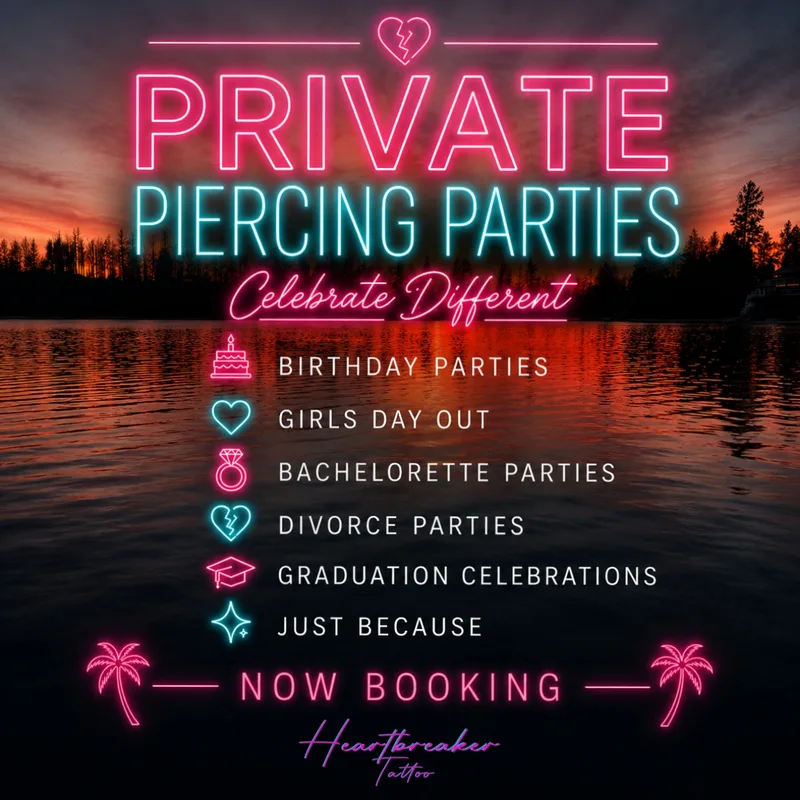 PRIVATE
PIERCING PARTIES
Celebrate Different
BIRTHDAY PARTIES
GIRLS DAY OUT
BACHELORETTE PARTIES
DIVORCE PARTIES
GRADUATION CELEBRATIONS
JUST BECAUSE
NOW BOOKING
Heartbreaker
Tattoo